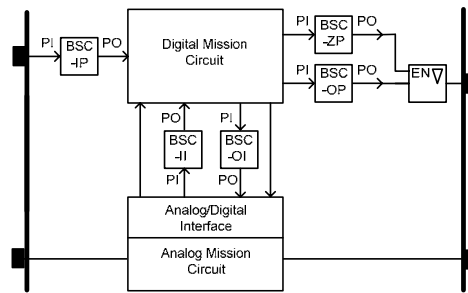 PI
BSC
-IP
PO
Digital Mission
Circuit
PI
BSC
-ZP
PO
PI
BSC
-OP
PO
EN∇
PO
BSC
-II
PI
PI
BSC
-OI
PO
Analog/Digital
Interface
Analog Mission
Circuit